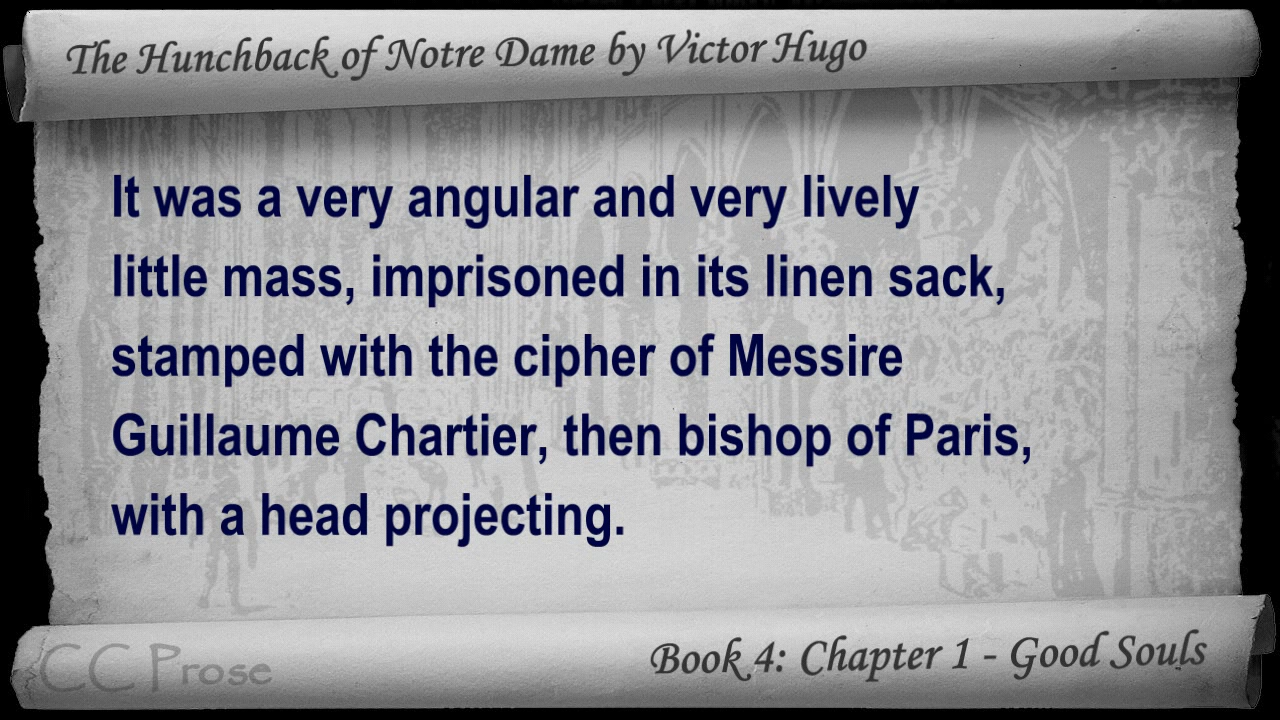 The Hunchback of Notre Dame by Victor Hugo
It was a very angular and very lively
little mass, imprisoned in its linen sack,
stamped with the cipher of Messire
Guillaume Chartier, then bishop of Paris,
with a head projecting.
CC Prose
Book 4: Chapter 1 - Good Souls